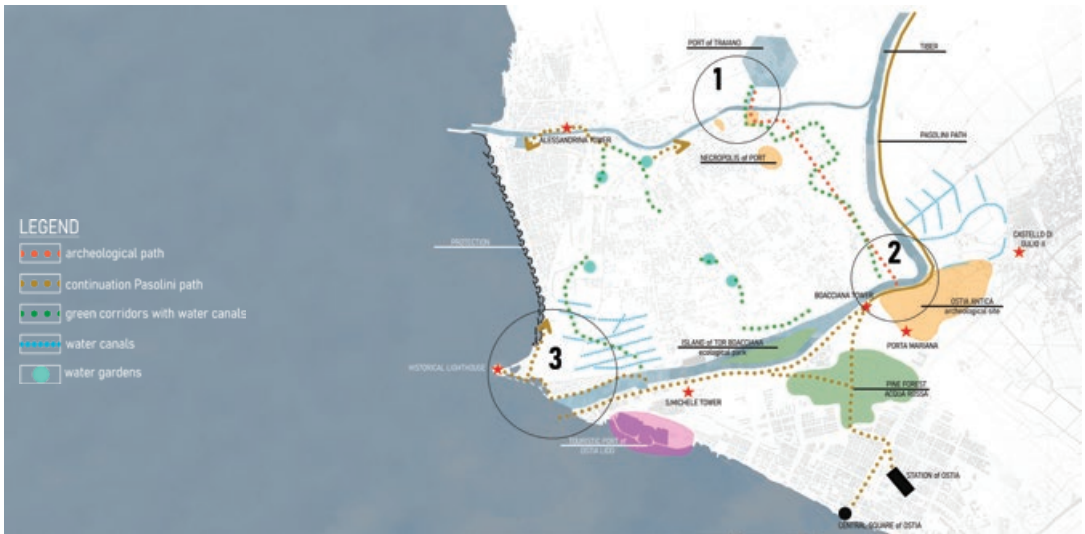 PORT of TRAIANO
TIBER
1
ALESSANDRINA TOWER
PASOLINI PATH
NECROPOLIS of PORT
LEGEND
archeological path
continuation Pasolini path
green corridors with water canals
water canals
water gardens
PROTECTION
CASTELLO DI
GIULIO II
2
BOACCIANA TOWER
OSTIA ANTICA
archeological site
PORTA MARIANA
ISLAND of TOR BOACCIANA
ecological park
3
HISTORICAL LIGHTHOUSE
S.MICHELE TOWER
PINE FOREST
ACQUA ROSSA
TOURISTIC PORT of
OSTIA LIDO
STATION of OSTIA
CENTRAL SQUARE of OSTIA